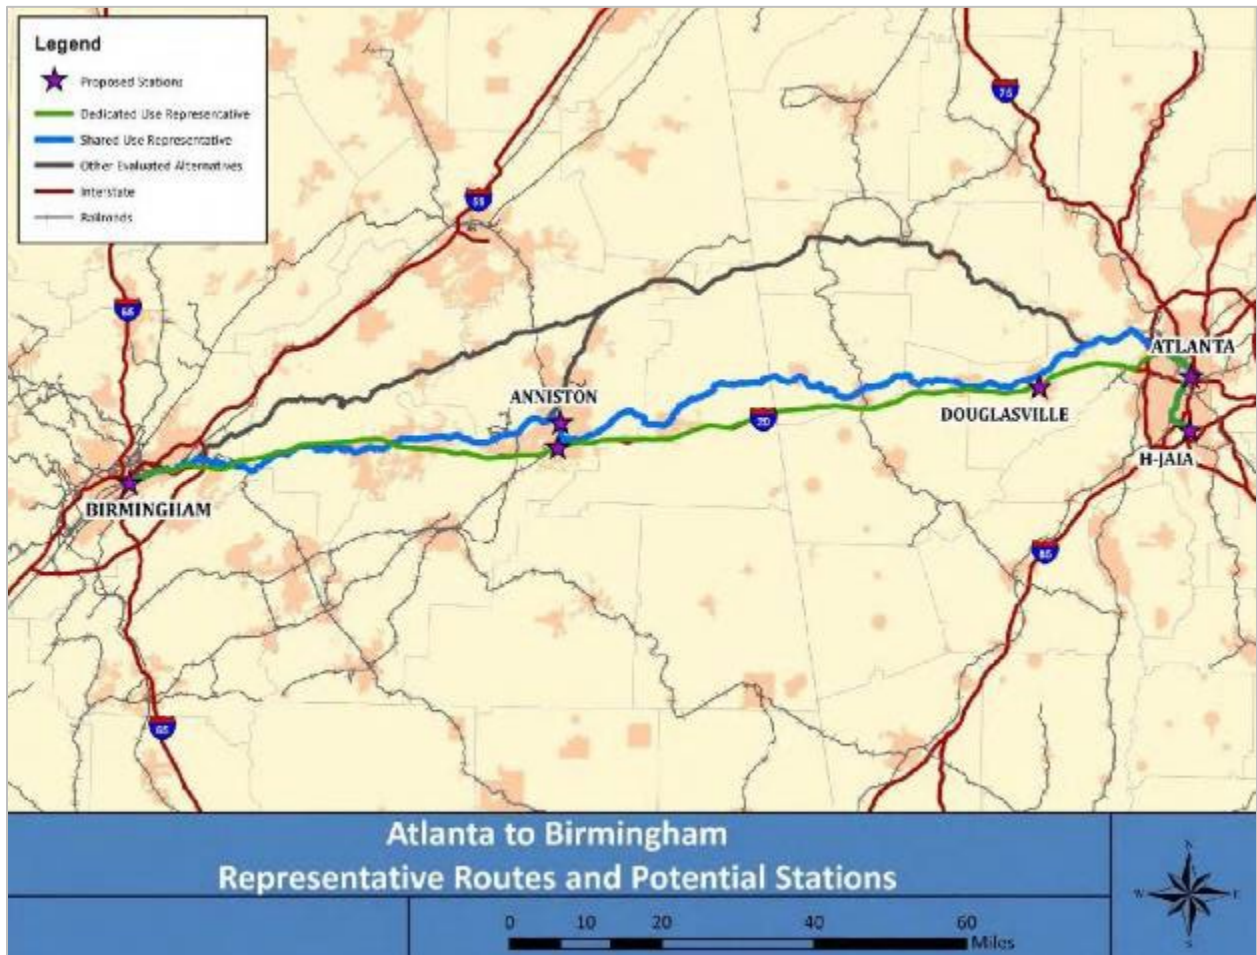 Legend
Proposed Stations
Dedicated Use Representative
Shared Use Representative
Other Evaluated Alternatives
Interstate
Railroads
75
59
65
ATLANTA
ANNISTON
20
DOUGLASVILLE
H-JAIA
BIRMINGHAM
85
65
Atlanta to Birmingham
Representative Routes and Potential Stations
N
W E
S
0 10 20 40 60
Miles